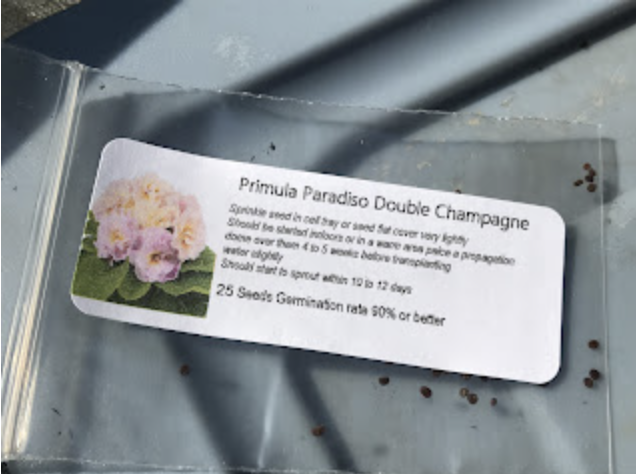 Primula Paradiso Double Champagne
Sprinkle seed in cell tray or seed flat cover very lightly
Should be started indoors or in a warm area palce a propagation
dome over them 4 to 5 weeks before transplanting
water slightly
Should start to sprout within 10 to 12 days
25 Seeds Germination rate 90% or better